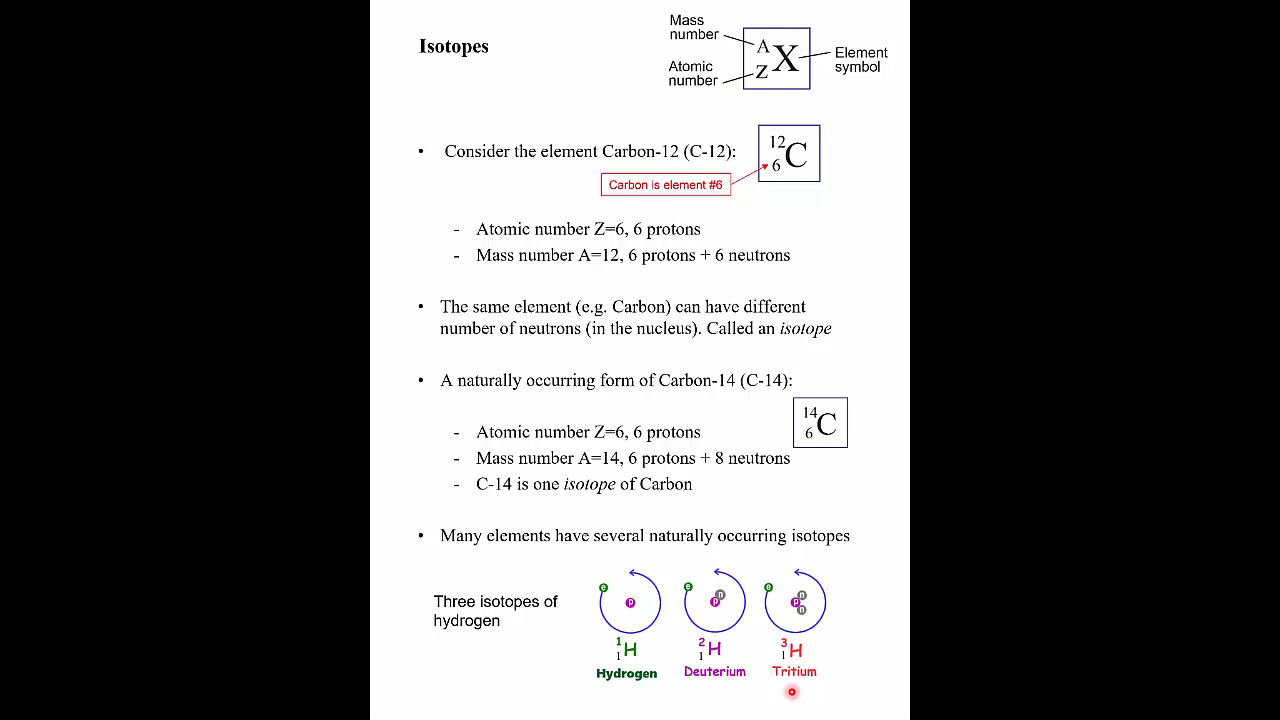 Isotopes
Mass
number
Atomic
number
A
Z
X
Element
symbol
• Consider the element Carbon-12 (C-12):
12
6
C
Carbon is element #6
- Atomic number Z=6, 6 protons
- Mass number A=12, 6 protons + 6 neutrons
• The same element (e.g. Carbon) can have different
number of neutrons (in the nucleus). Called an isotope
• A naturally occurring form of Carbon-14 (C-14):
14
6
C
- Atomic number Z=6, 6 protons
- Mass number A=14, 6 protons + 8 neutrons
- C-14 is one isotope of Carbon
• Many elements have several naturally occurring isotopes
Three isotopes of
hydrogen
e
p
e
n
p
e
n
p
n
1
1
H
2
1
H
3
1
H
Hydrogen
Deuterium
Tritium